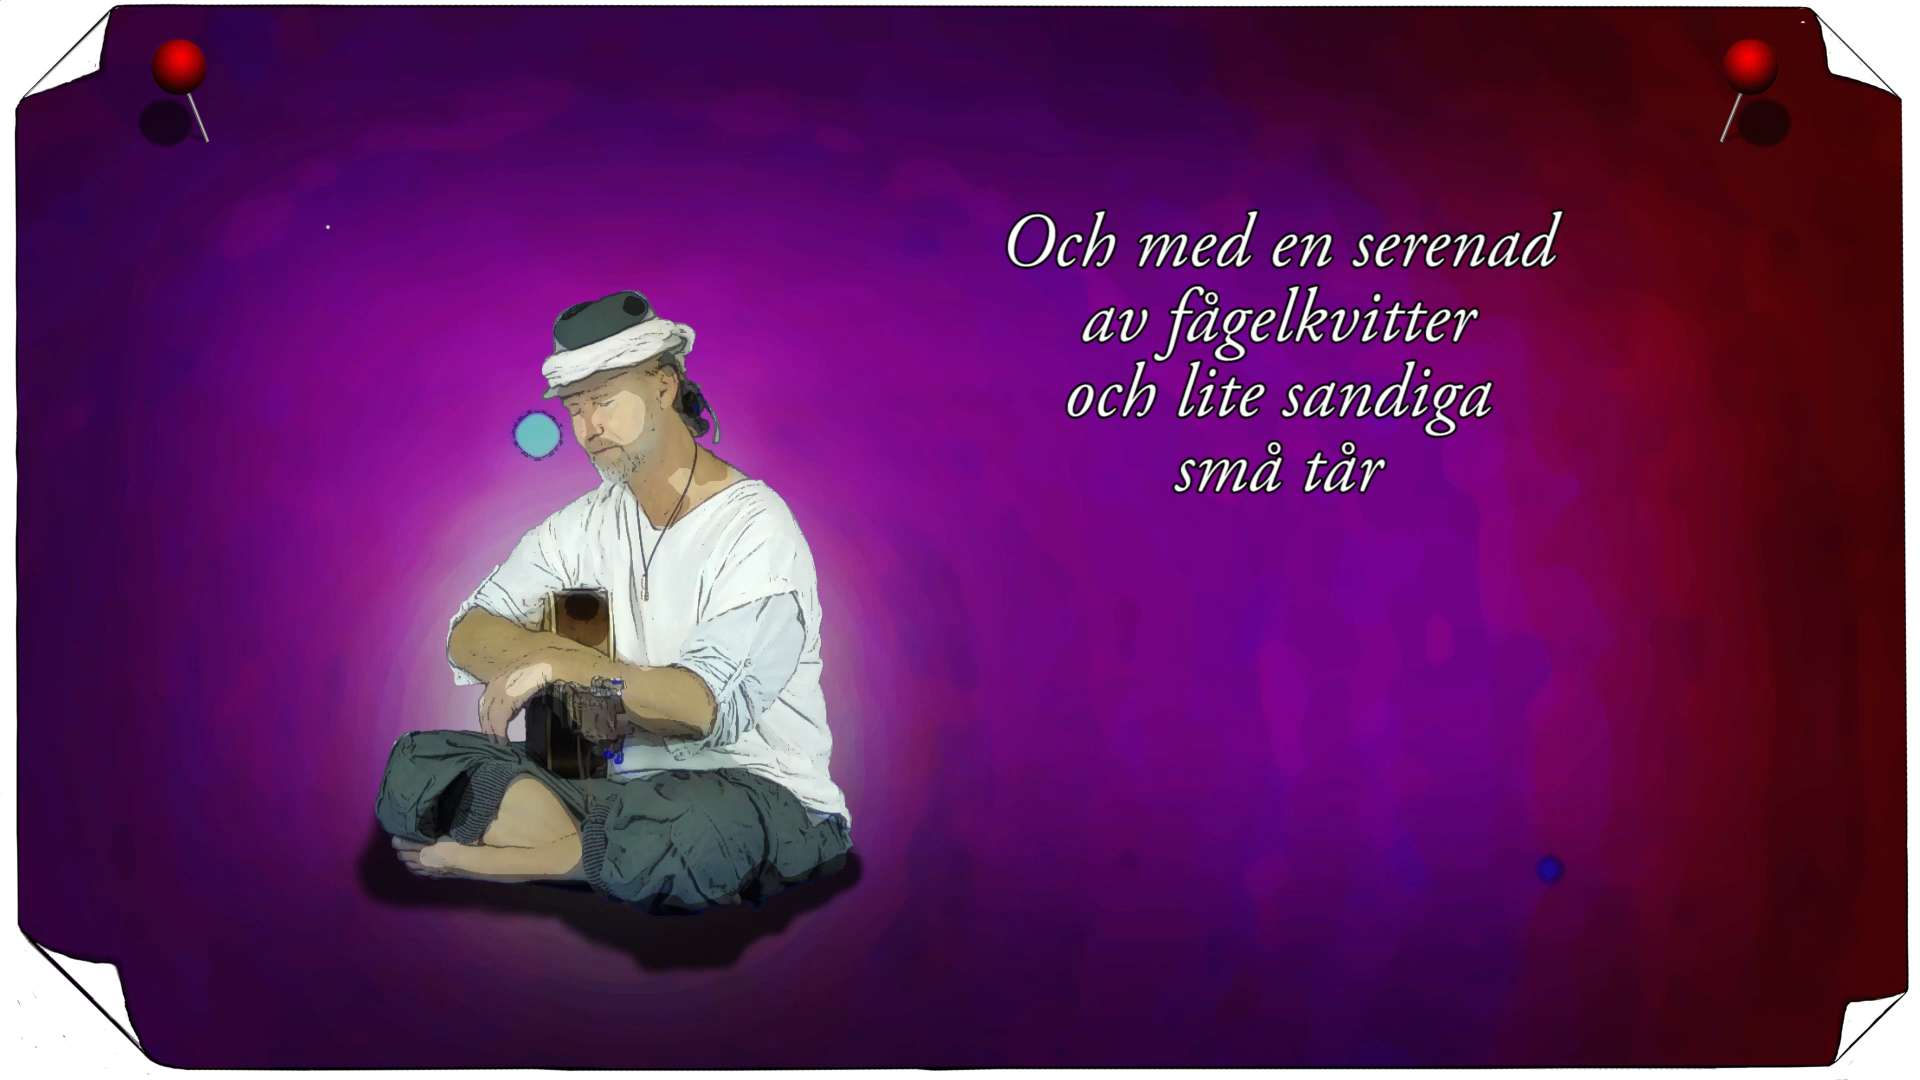 Och med en serenad
av fågelkvitter
och lite sandiga
små tår